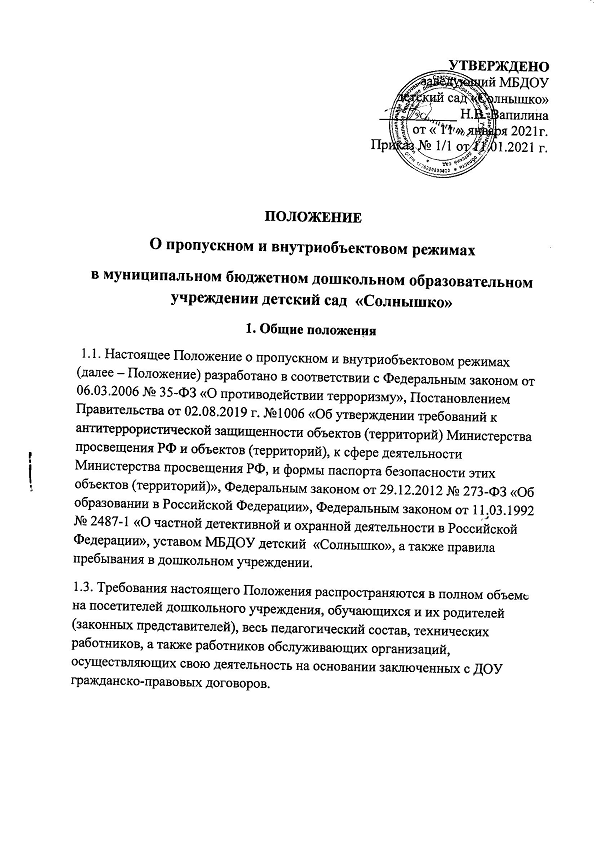 УТВЕРЖДЕНО
заведующий МБДОУ
детский сад «Солнышко»
Н.В. Вапилина
от « 11 » января 2021г.
Приказ № 1/1 от 11.01.2021 г.
ПОЛОЖЕНИЕ
О пропускном и внутриобъектовом режимах
в муниципальном бюджетном дошкольном образовательном
учреждении детский сад «Солнышко»
1. Общие положения
1.1. Настоящее Положение о пропускном и внутриобъектовом режимах
(далее – Положение) разработано в соответствии с Федеральным законом от
06.03.2006 № 35-ФЗ «О противодействии терроризму», Постановлением
Правительства от 02.08.2019 г. №1006 «Об утверждении требований к
антитеррористической защищенности объектов (территорий) Министерства
просвещения РФ и объектов (территорий), к сфере деятельности
Министерства просвещения РФ, и формы паспорта безопасности этих
объектов (территорий)», Федеральным законом от 29.12.2012 № 273-ФЗ «Об
образовании в Российской Федерации», Федеральным законом от 11.03.1992
№ 2487-1 «О частной детективной и охранной деятельности в Российской
Федерации», уставом МБДОУ детский «Солнышко», а также правила
пребывания в дошкольном учреждении.
1.3. Требования настоящего Положения распространяются в полном объеме
на посетителей дошкольного учреждения, обучающихся и их родителей
(законных представителей), весь педагогический состав, технических
работников, а также работников обслуживающих организаций,
осуществляющих свою деятельность на основании заключенных с ДОУ
гражданско-правовых договоров.